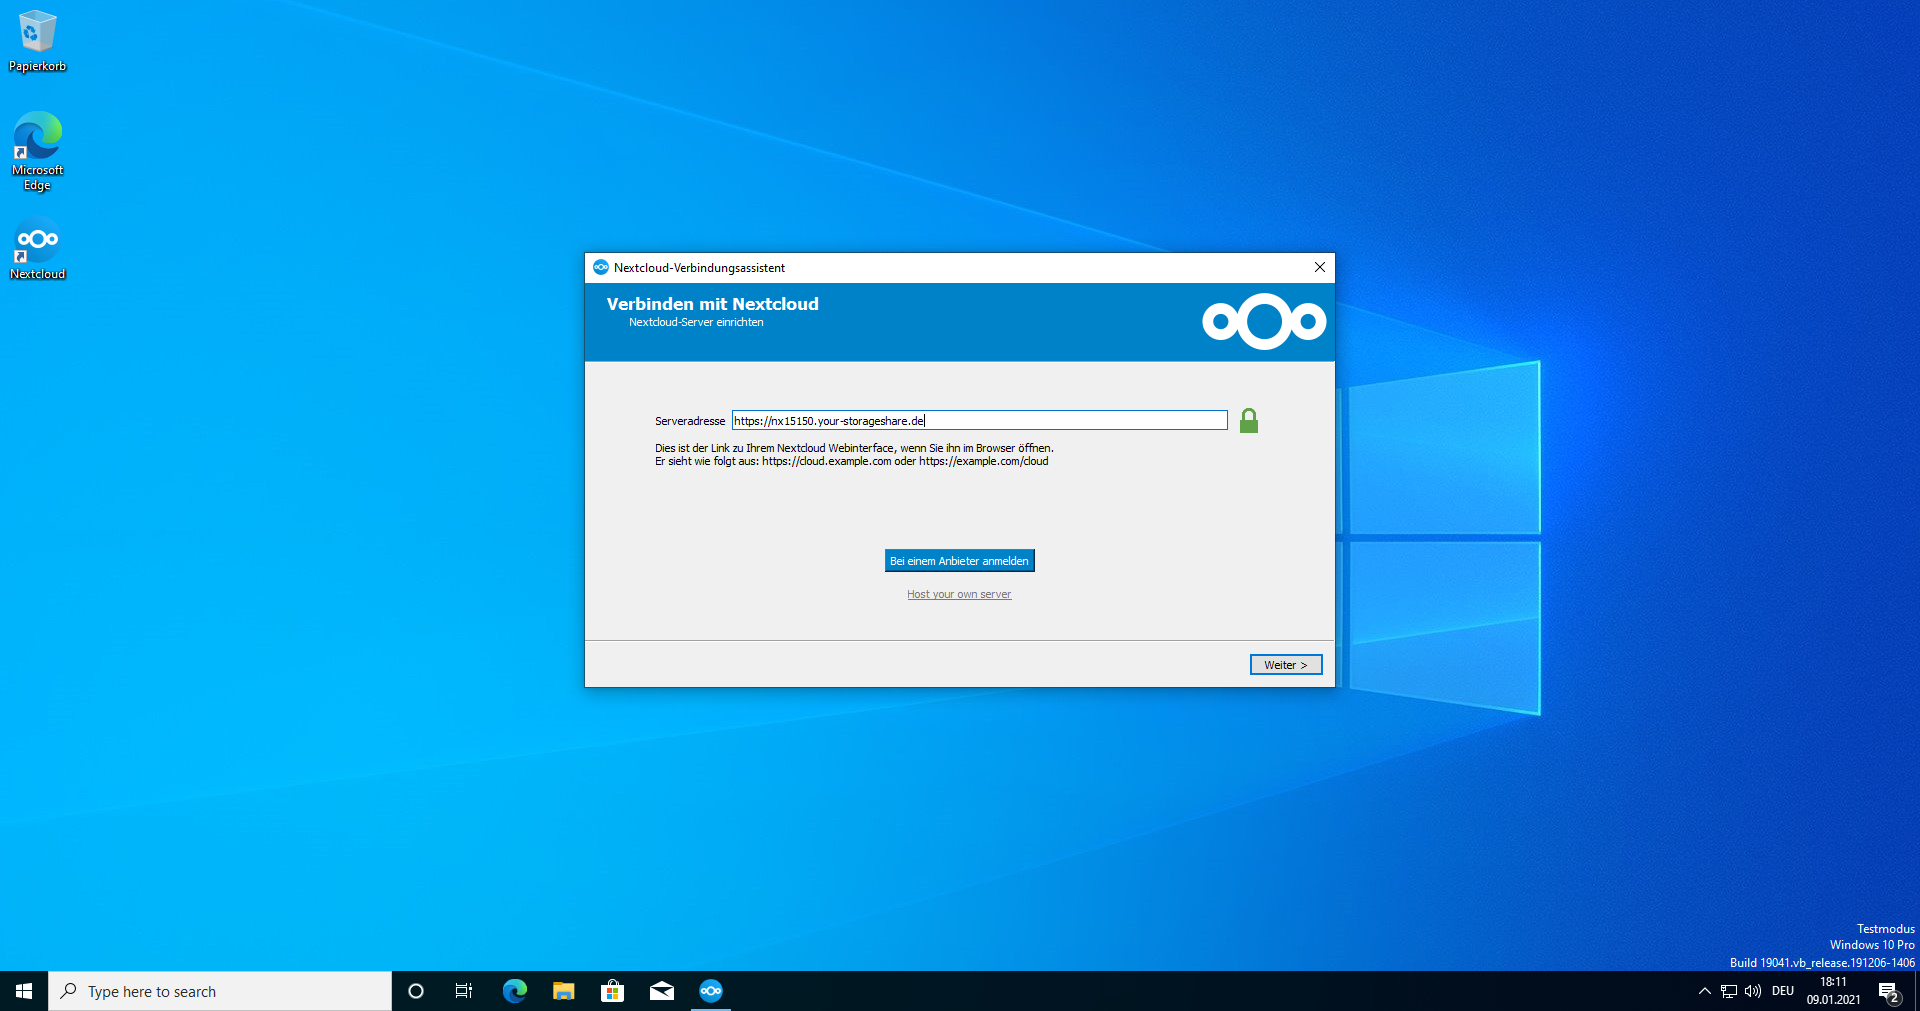 Papierkorb
Microsoft
Edge
Nextcloud
Nextcloud-Verbindungsassistent
Verbinden mit Nextcloud
Nextcloud-Server einrichten
Serveradresse https://nx15150.your-storageshare.de
Dies ist der Link zu Ihrem Nextcloud Webinterface, wenn Sie ihn im Browser öffnen.
Er sieht wie folgt aus: https://cloud.example.com oder https://example.com/cloud
Bei einem Anbieter anmelden
Host your own server
Weiter >
Testmodus
Windows 10 Pro
Build 19041.vb_release.191206-1406
Type here to search
DEU
18:11
09.01.2021
2